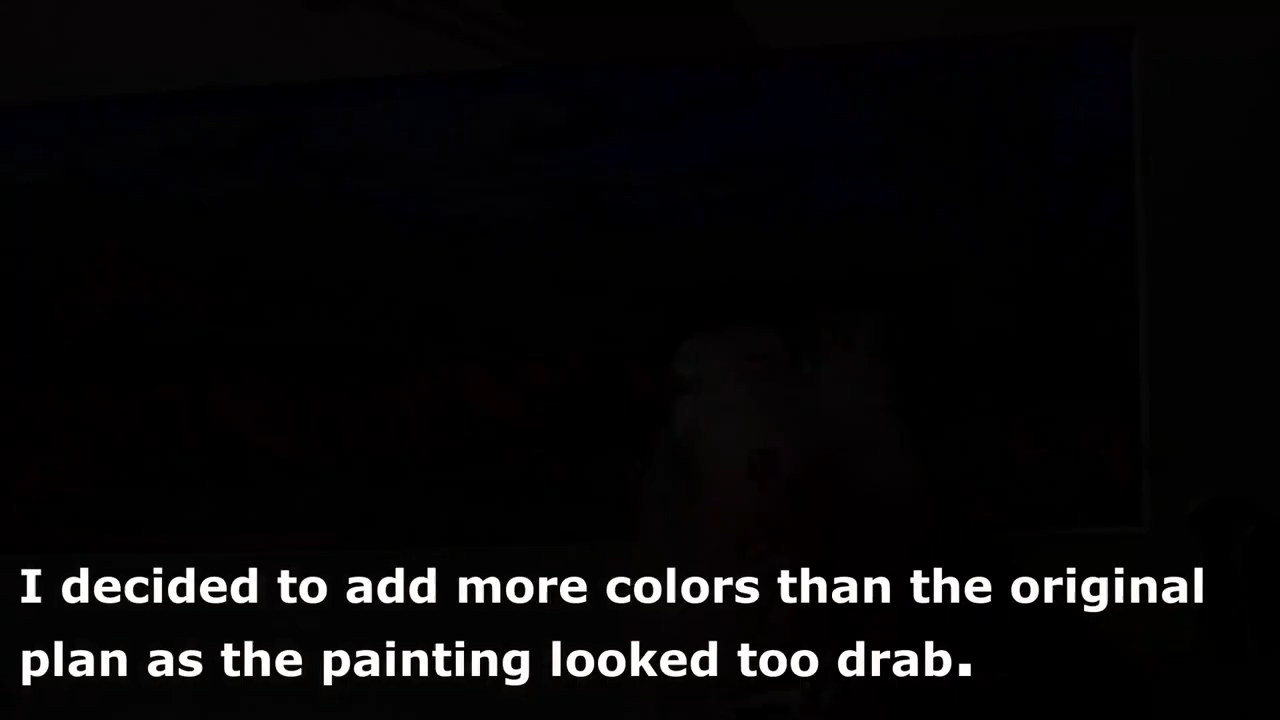 I decided to add more colors than the original
plan as the painting looked too drab.